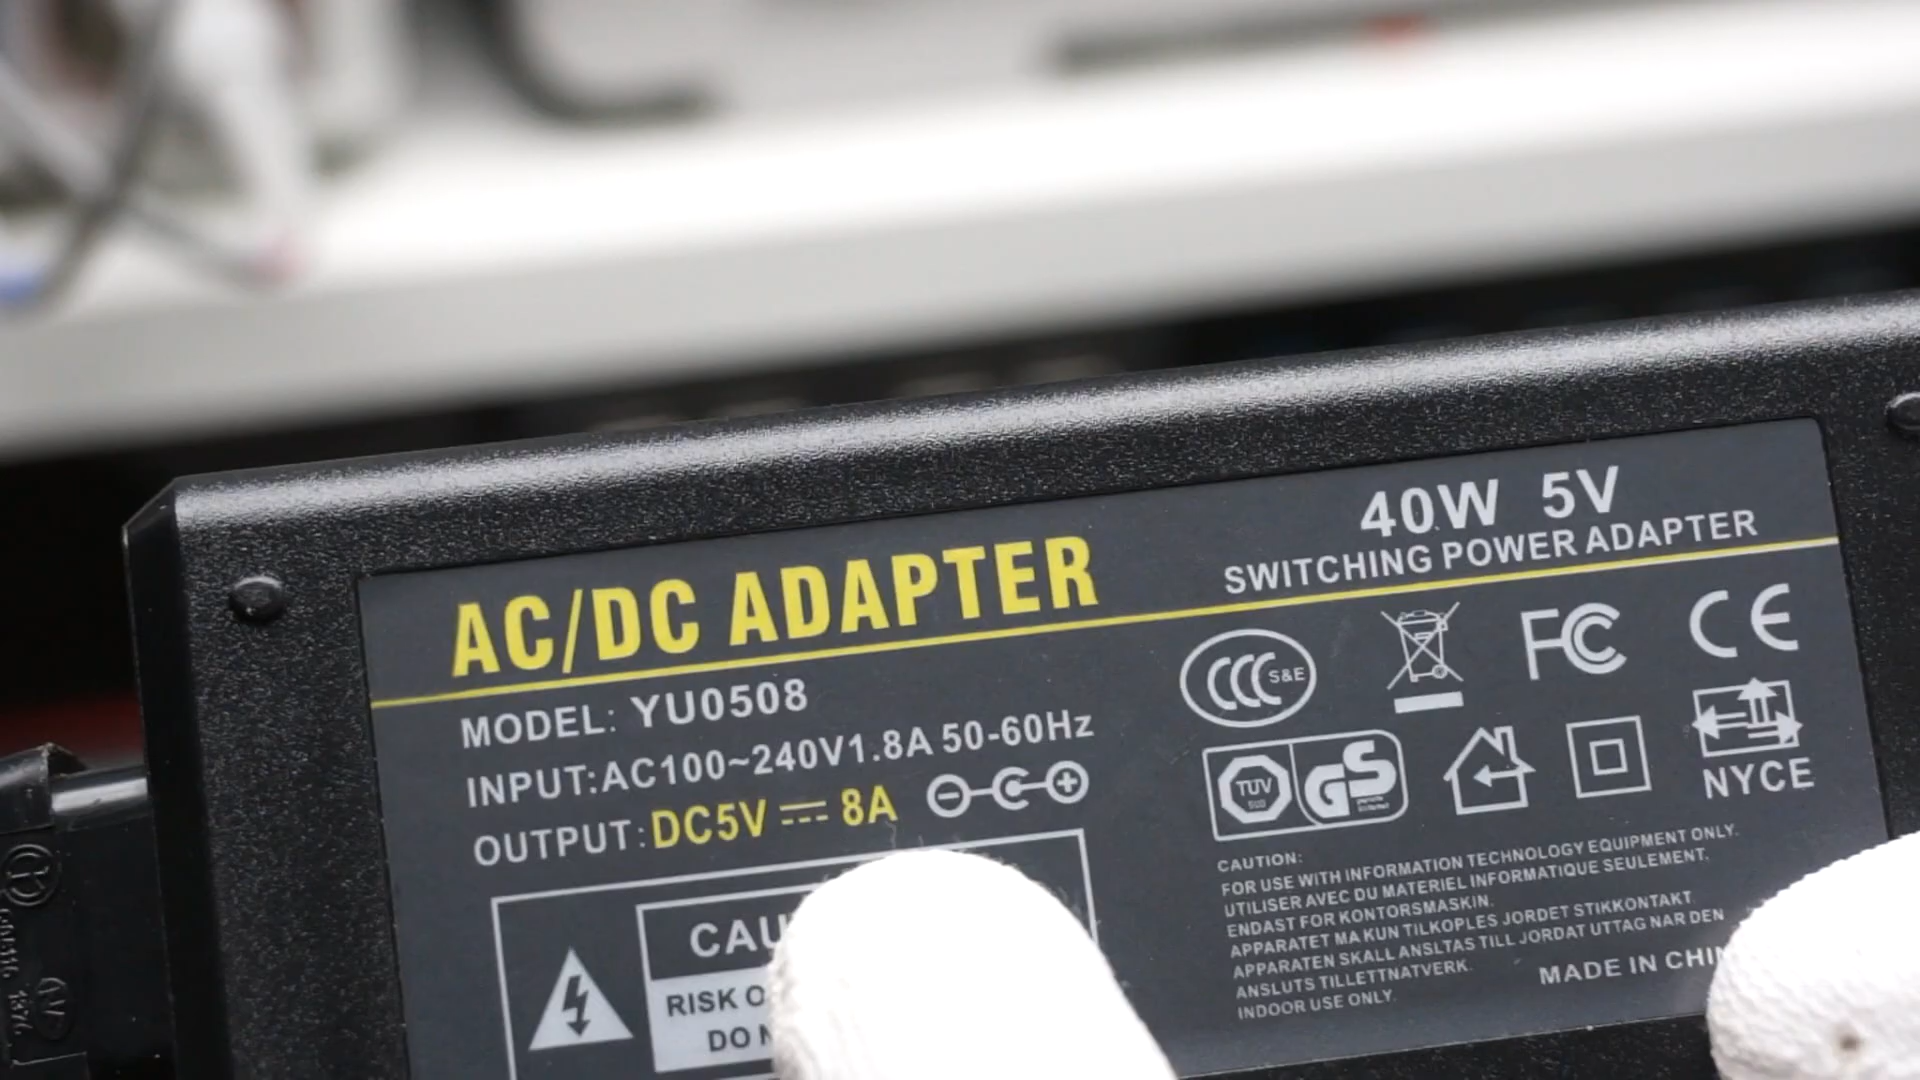 40W 5V
SWITCHING POWER ADAPTER
AC/DC ADAPTER
MODEL: YU0508
INPUT:AC100~240V1.8A 50-60Hz
OUTPUT:DC5V 8A
CCC S&E
FC
CE
TUV
GS
NYCE
CAUTION:
FOR USE WITH INFORMATION TECHNOLOGY EQUIPMENT ONLY.
UTILISER AVEC DU MATERIEL INFORMATIQUE SEULEMENT.
ENDAST FOR KONTORSMASKIN.
APPARATET MA KUN TILKOPLES JORDET STIKKONTAKT
APPARATEN SKALL ANSLTAS TILL JORDAT UTTAG NAR DEN
ANSLUTS TILLETTNATVERK.
INDOOR USE ONLY.
MADE IN CHIN
CAU
RISK O
DO N